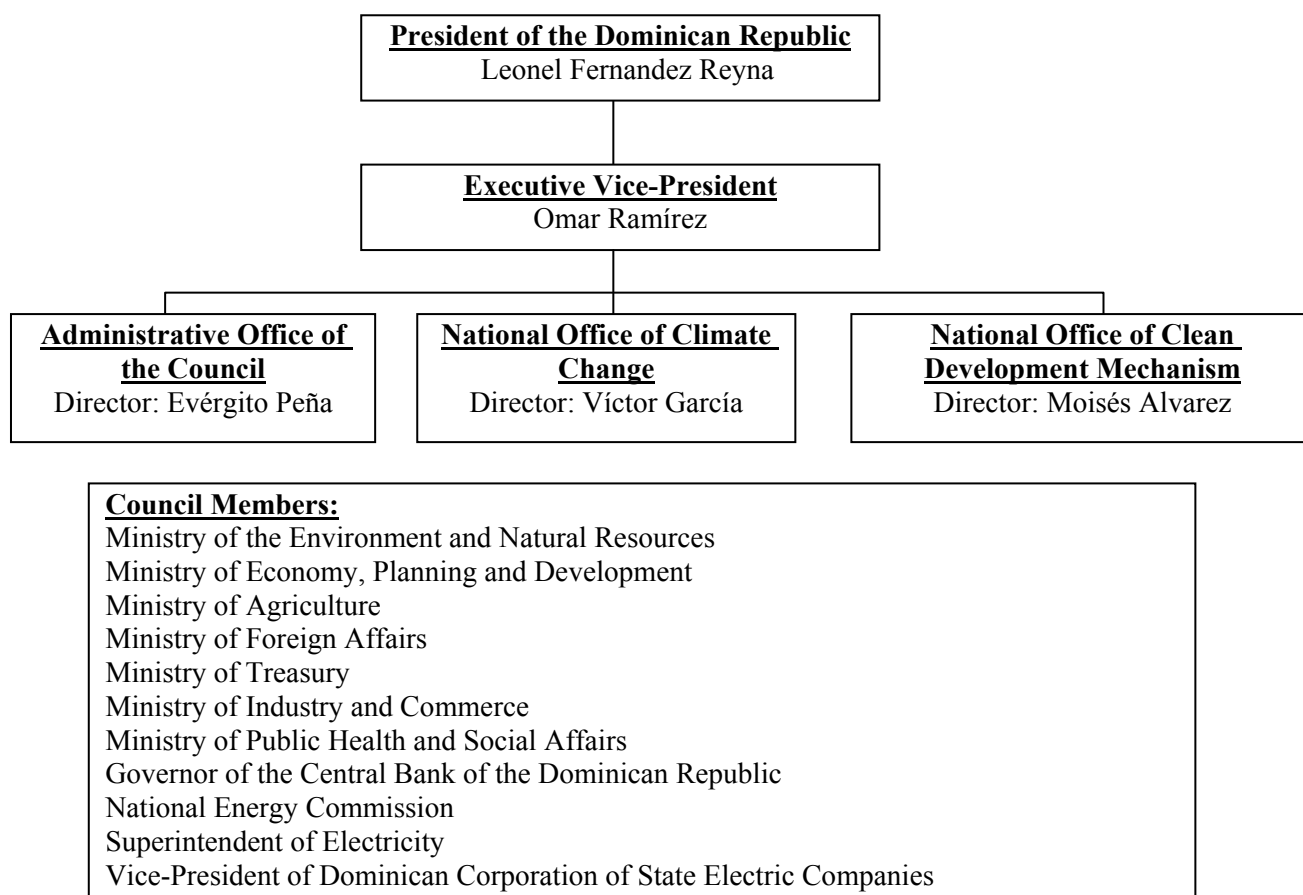 President of the Dominican Republic
Leonel Fernandez Reyna
Executive Vice-President
Omar Ramírez
Administrative Office of
the Council
Director: Evérgito Peña
National Office of Climate
Change
Director: Víctor García
National Office of Clean
Development Mechanism
Director: Moisés Alvarez
Council Members:
Ministry of the Environment and Natural Resources
Ministry of Economy, Planning and Development
Ministry of Agriculture
Ministry of Foreign Affairs
Ministry of Treasury
Ministry of Industry and Commerce
Ministry of Public Health and Social Affairs
Governor of the Central Bank of the Dominican Republic
National Energy Commission
Superintendent of Electricity
Vice-President of Dominican Corporation of State Electric Companies